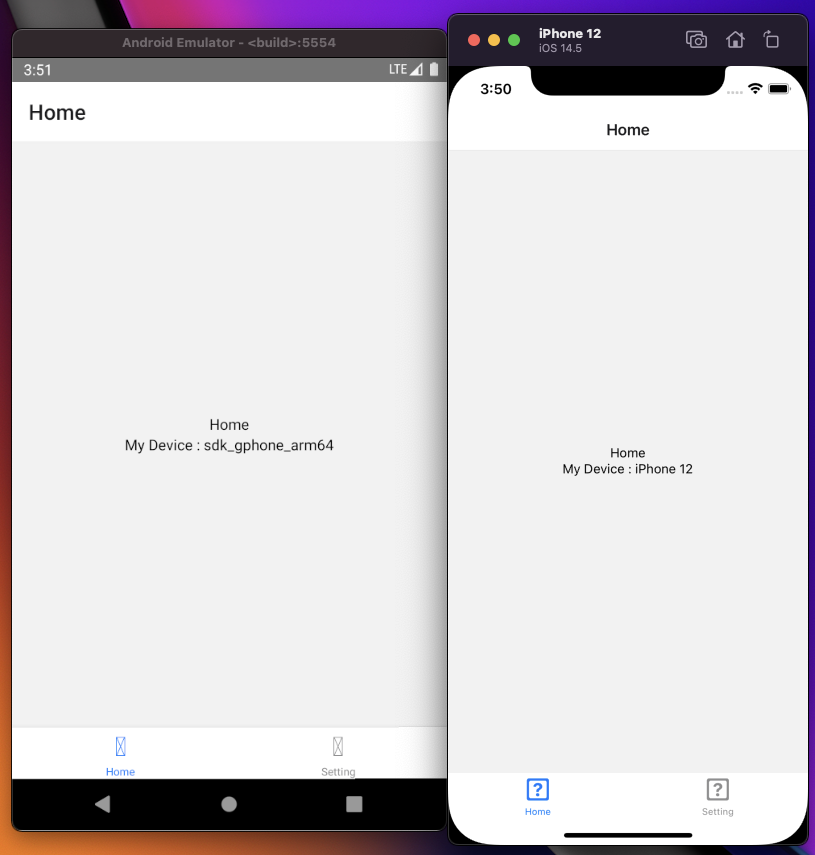 Android Emulator - <build>:5554
3:51
LTE
Home
Home
My Device : sdk_gphone_arm64
Home
Setting
iPhone 12
iOS 14.5
3:50
Home
Home
My Device : iPhone 12
?
?
Home
Setting